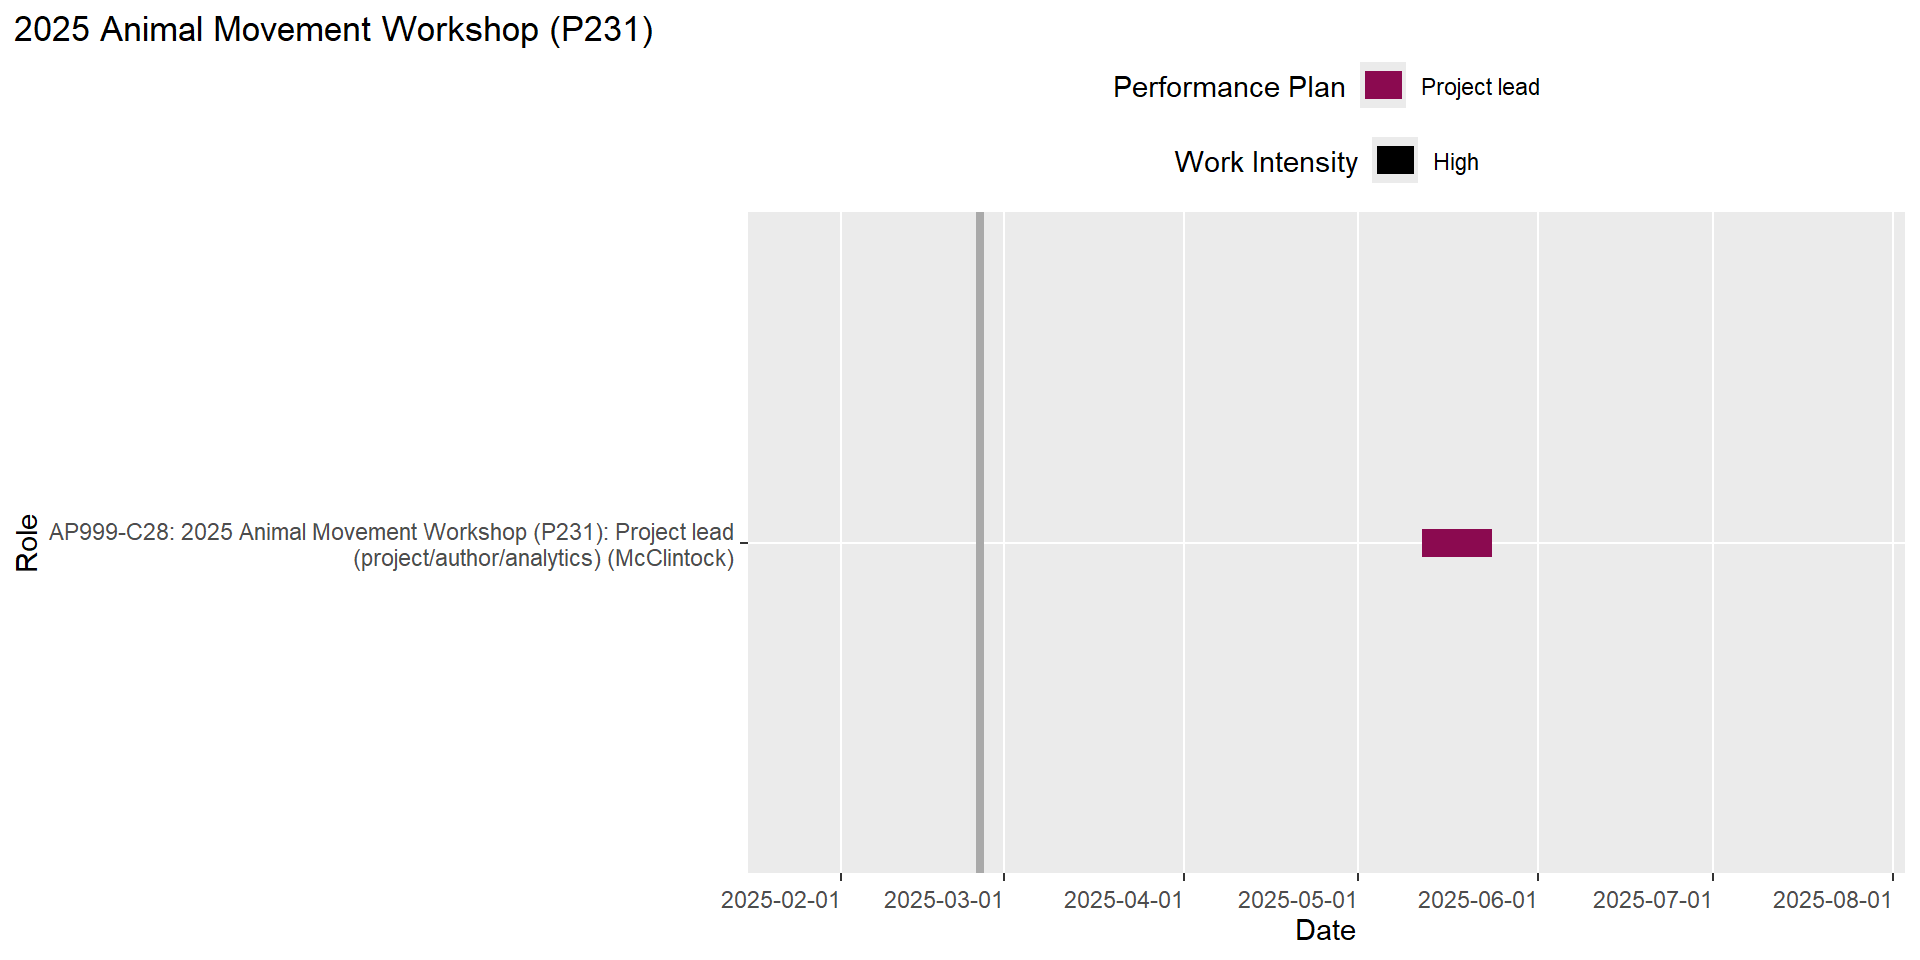 2025 Animal Movement Workshop (P231)
Performance Plan
Project lead
Work Intensity
High
Role
AP999-C28: 2025 Animal Movement Workshop (P231): Project lead
(project/author/analytics) (McClintock)
2025-02-01
2025-03-01
2025-04-01
2025-05-01
2025-06-01
2025-07-01
2025-08-01
Date